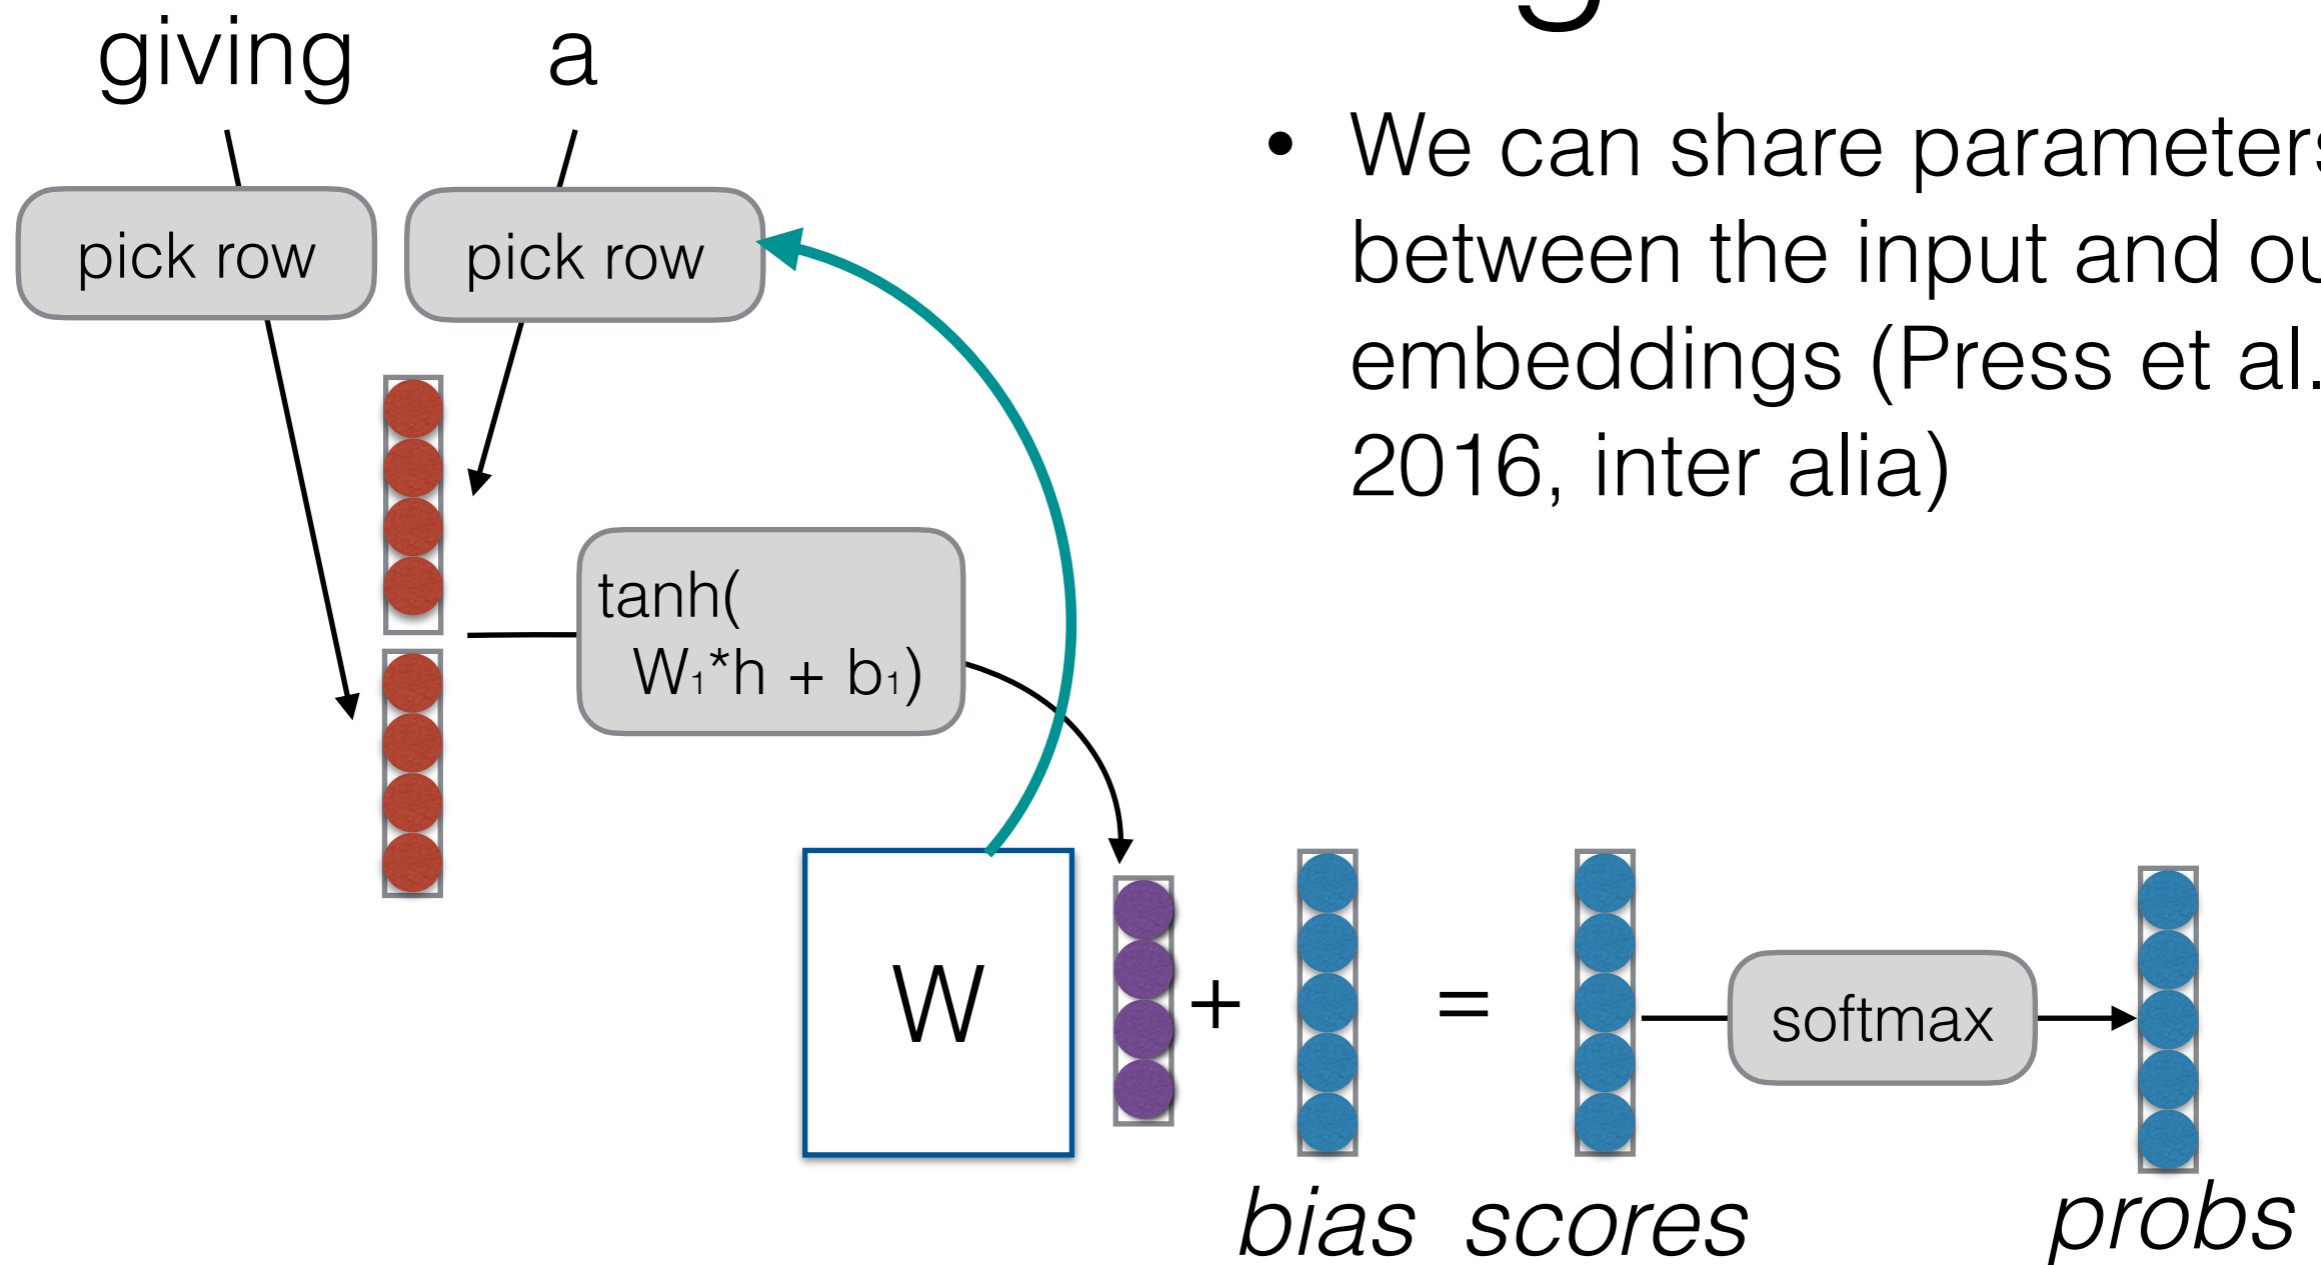 giving a
pick row pick row
• We can share parameters
between the input and
embeddings (Press et al.
2016, inter alia)
tanh(
W₁*h + b₁)
W
+
=
softmax
bias scores probs